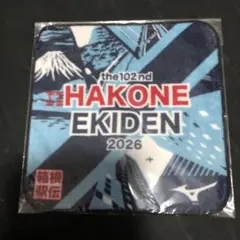 the 102nd
HAKONE
EKIDEN
2026
箱根
駅伝